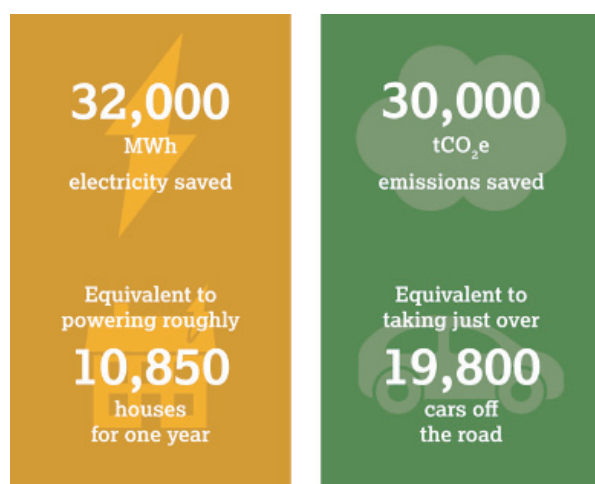 32,000
MWh
electricity saved
Equivalent to
powering roughly
10,850
houses
for one year
30,000
tCO₂e
emissions saved
Equivalent to
taking just over
19,800
cars off
the road